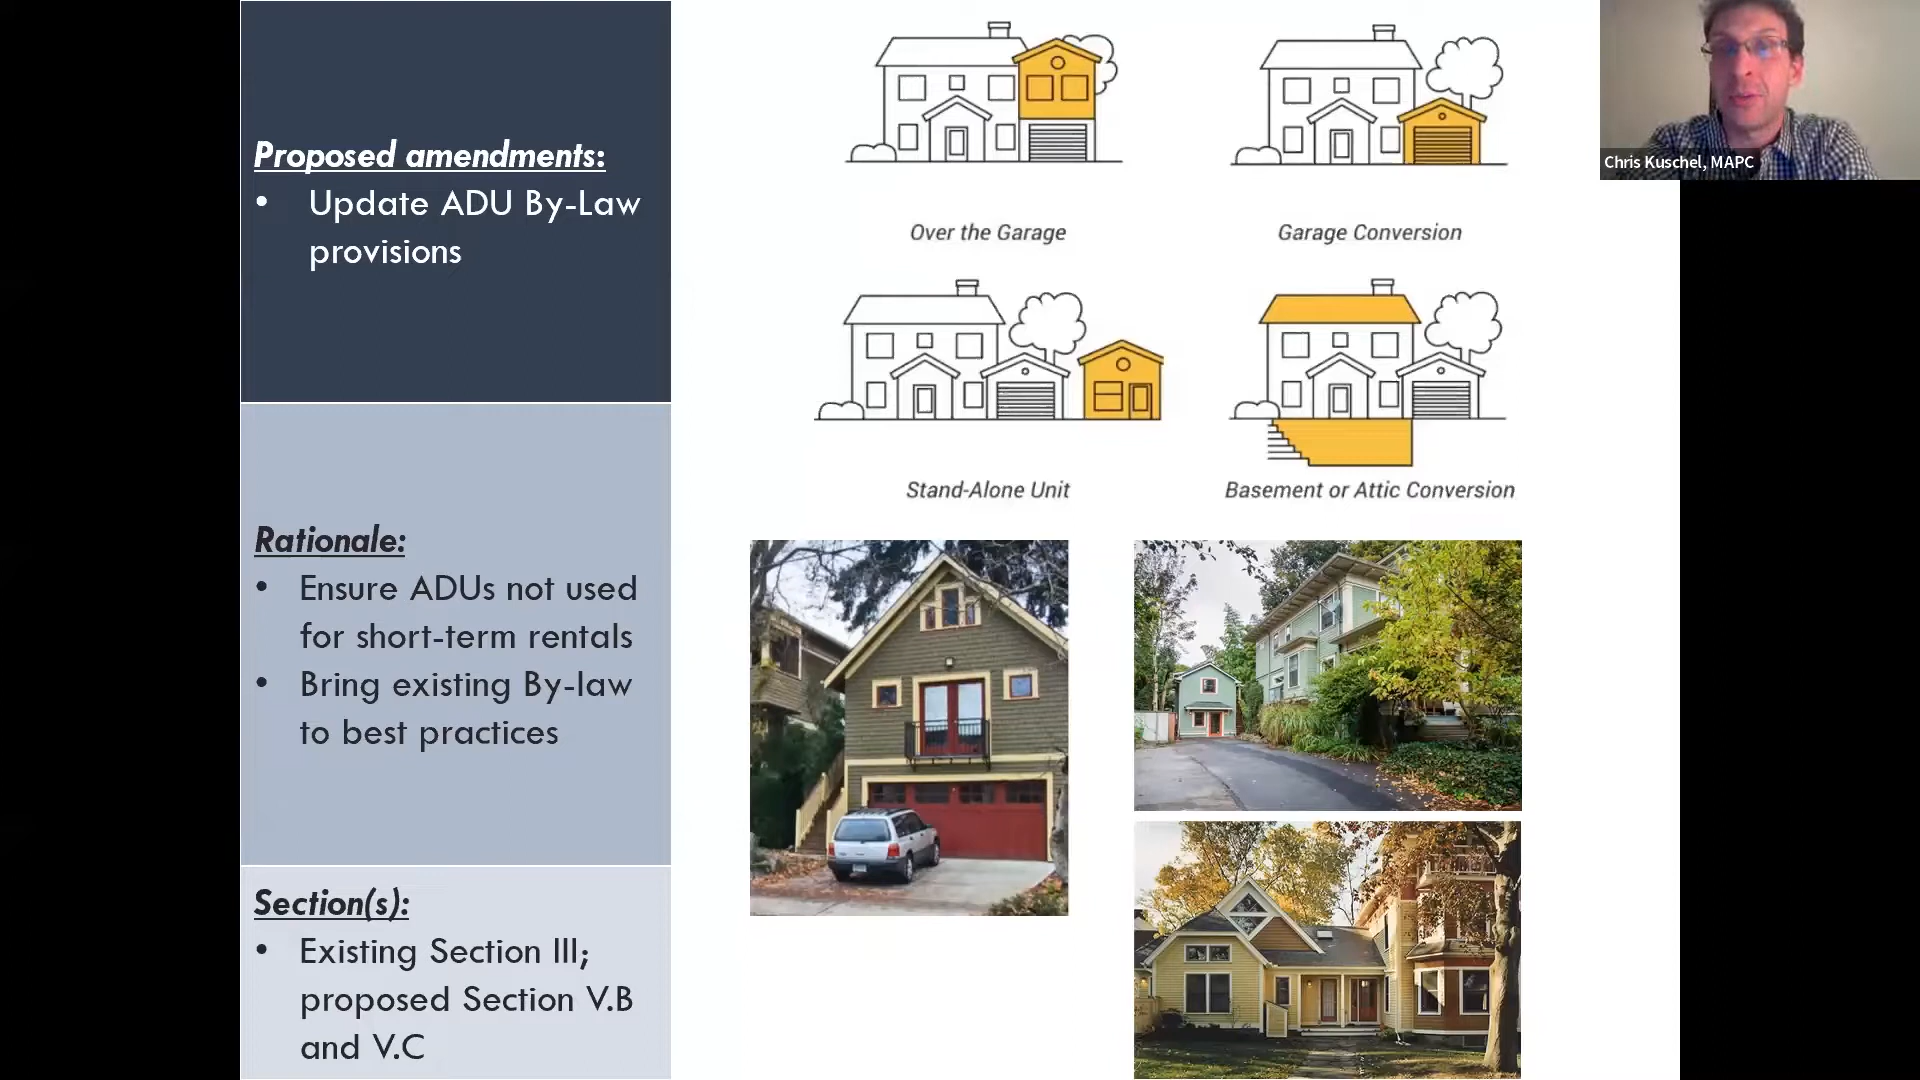 Proposed amendments:
• Update ADU By-Law
provisions
Rationale:
• Ensure ADUs not used
for short-term rentals
• Bring existing By-law
to best practices
Section(s):
• Existing Section III;
proposed Section V.B
and V.C
Over the Garage
Garage Conversion
Stand-Alone Unit
Basement or Attic Conversion
Chris Kuschel, MAPC